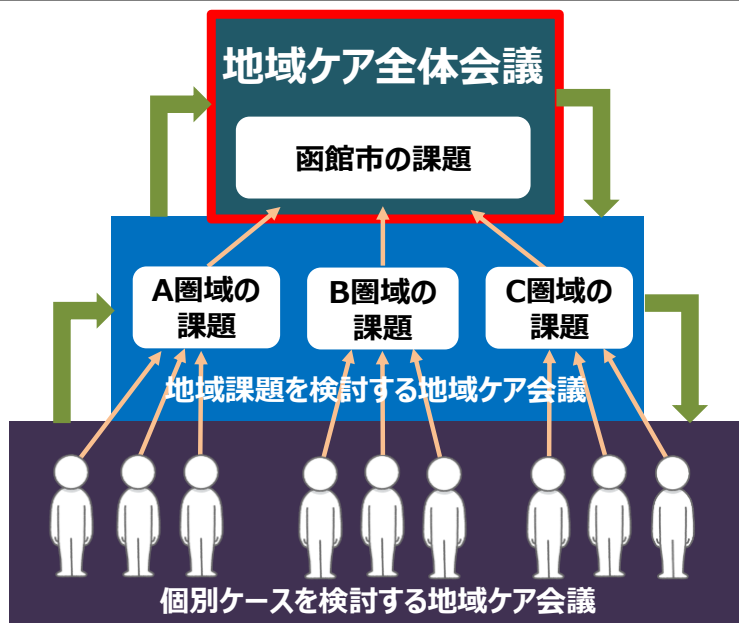 地域ケア全体会議
函館市の課題
A圏域の
課題
B圏域の
課題
C圏域の
課題
地域課題を検討する地域ケア会議
個別ケースを検討する地域ケア会議